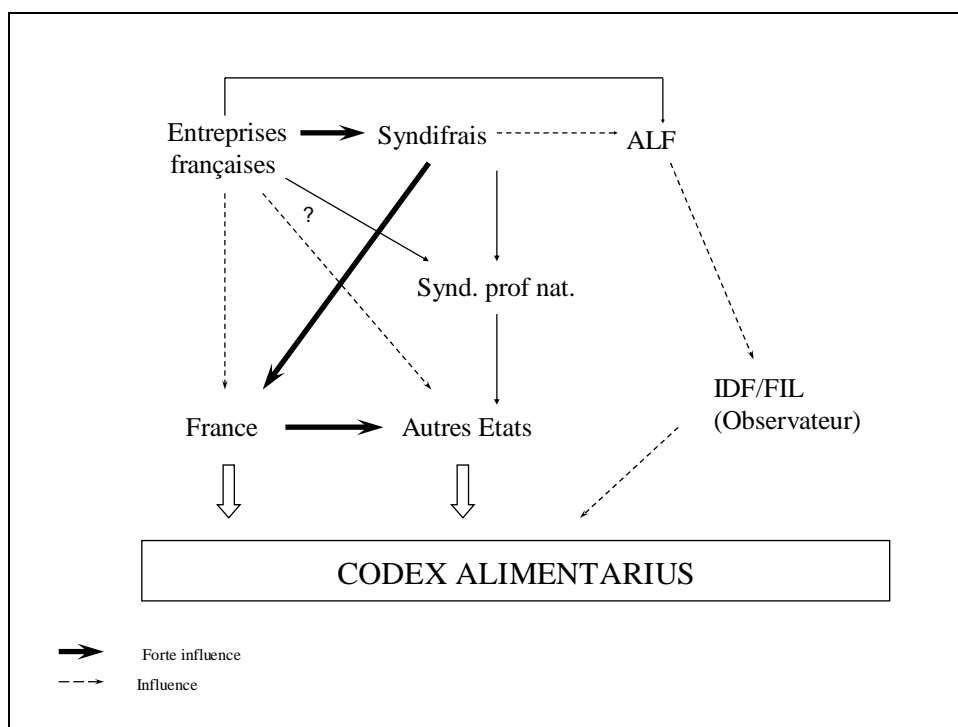 Entreprises
françaises
Syndifrais
ALF
?
Synd. prof nat.
IDF/FIL
(Observateur)
France
Autres Etats
CODEX ALIMENTARIUS
Forte influence
Influence